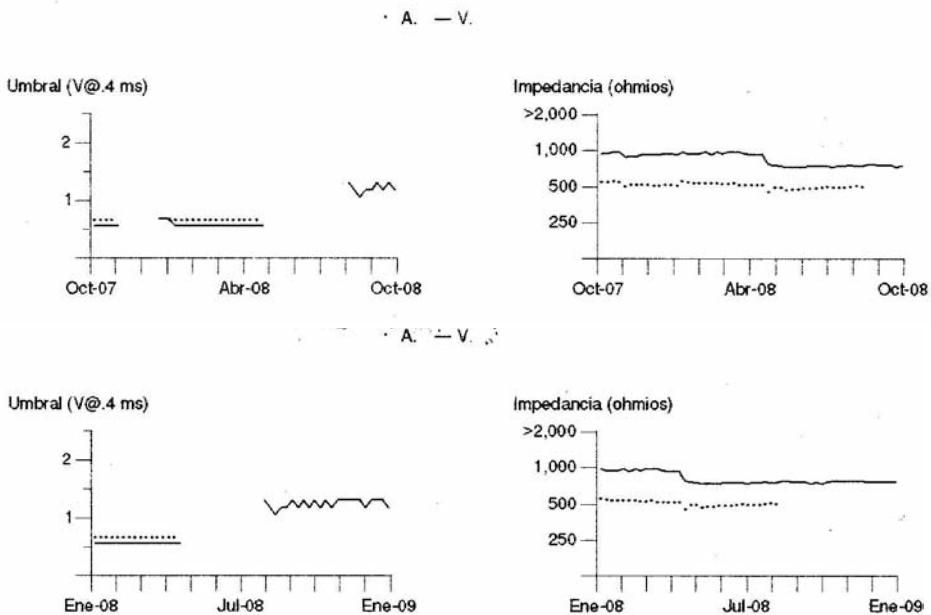 · A. — V.
Umbral (V@.4 ms)
2
1
Oct-07 Abr-08 Oct-08
Impedancia (ohmios)
>2,000
1,000
500
250
Oct-07 Abr-08 Oct-08
· A. — V.
Umbral (V@.4 ms)
2
1
Ene-08 Jul-08 Ene-09
Impedancia (ohmios)
>2,000
1,000
500
250
Ene-08 Jul-08 Ene-09